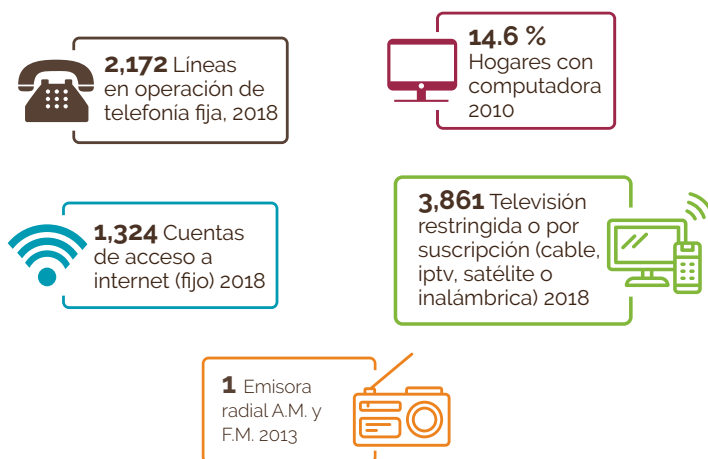 2,172 Líneas
en operación de
telefonía fija, 2018
14.6 %
Hogares con
computadora
2010
1,324 Cuentas
de acceso a
internet (fijo) 2018
3,861 Televisión
restringida o por
suscripción (cable,
iptv, satélite o
inalámbrica) 2018
1 Emisora
radial A.M. y
F.M. 2013